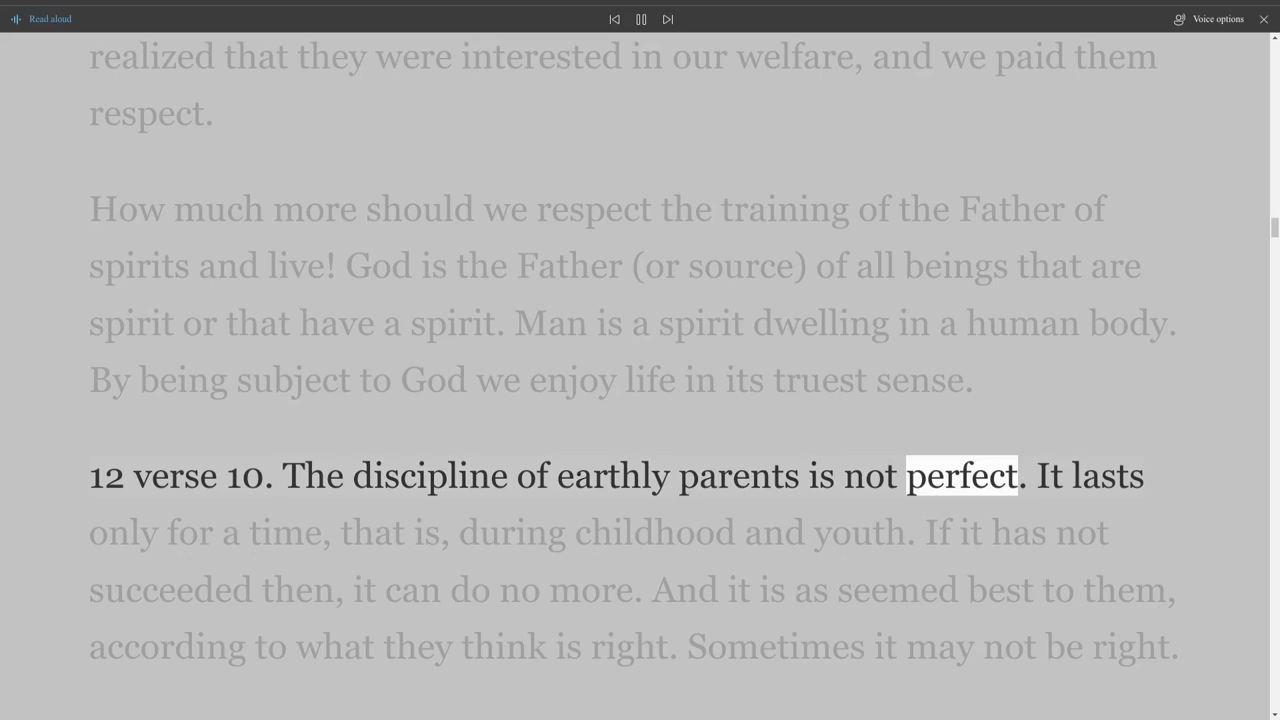 Read aloud
Voice options
realized that they were interested in our welfare, and we paid them
respect.
How much more should we respect the training of the Father of
spirits and live! God is the Father (or source) of all beings that are
spirit or that have a spirit. Man is a spirit dwelling in a human body.
By being subject to God we enjoy life in its truest sense.
12 verse 10. The discipline of earthly parents is not perfect. It lasts
only for a time, that is, during childhood and youth. If it has not
succeeded then, it can do no more. And it is as seemed best to them,
according to what they think is right. Sometimes it may not be right.